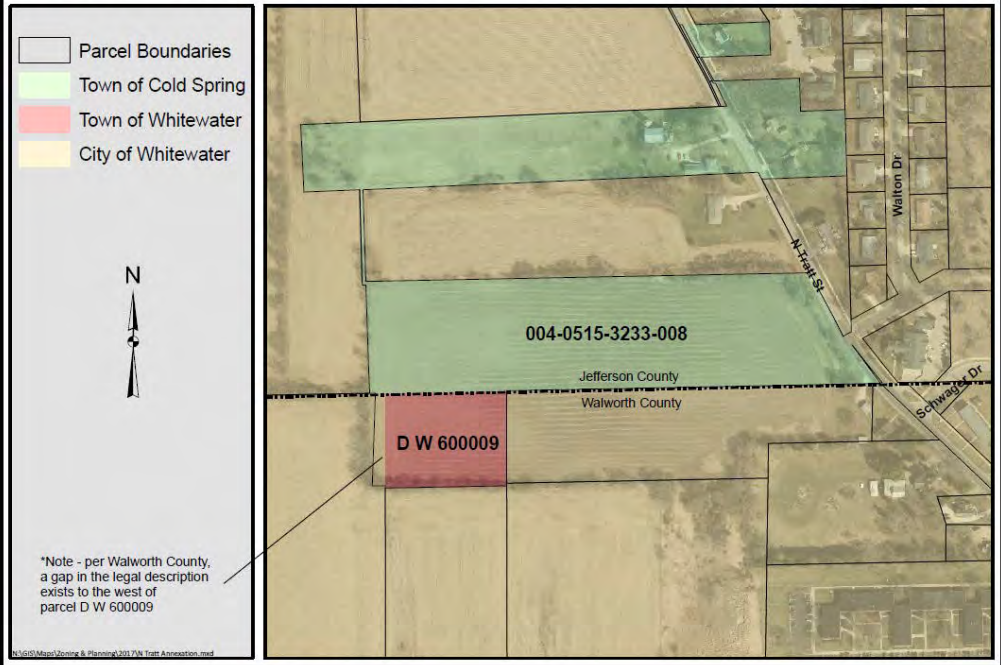 Parcel Boundaries
Town of Cold Spring
Town of Whitewater
City of Whitewater
N
*Note - per Walworth County,
a gap in the legal description
exists to the west of
parcel D W 600009
N:\GIS\Maps\Zoning & Planning\2017\N Tratt Annexation.mxd
Walton Dr
N Tratt St
004-0515-3233-008
Jefferson County
Walworth County
Schwager Dr
D W 600009